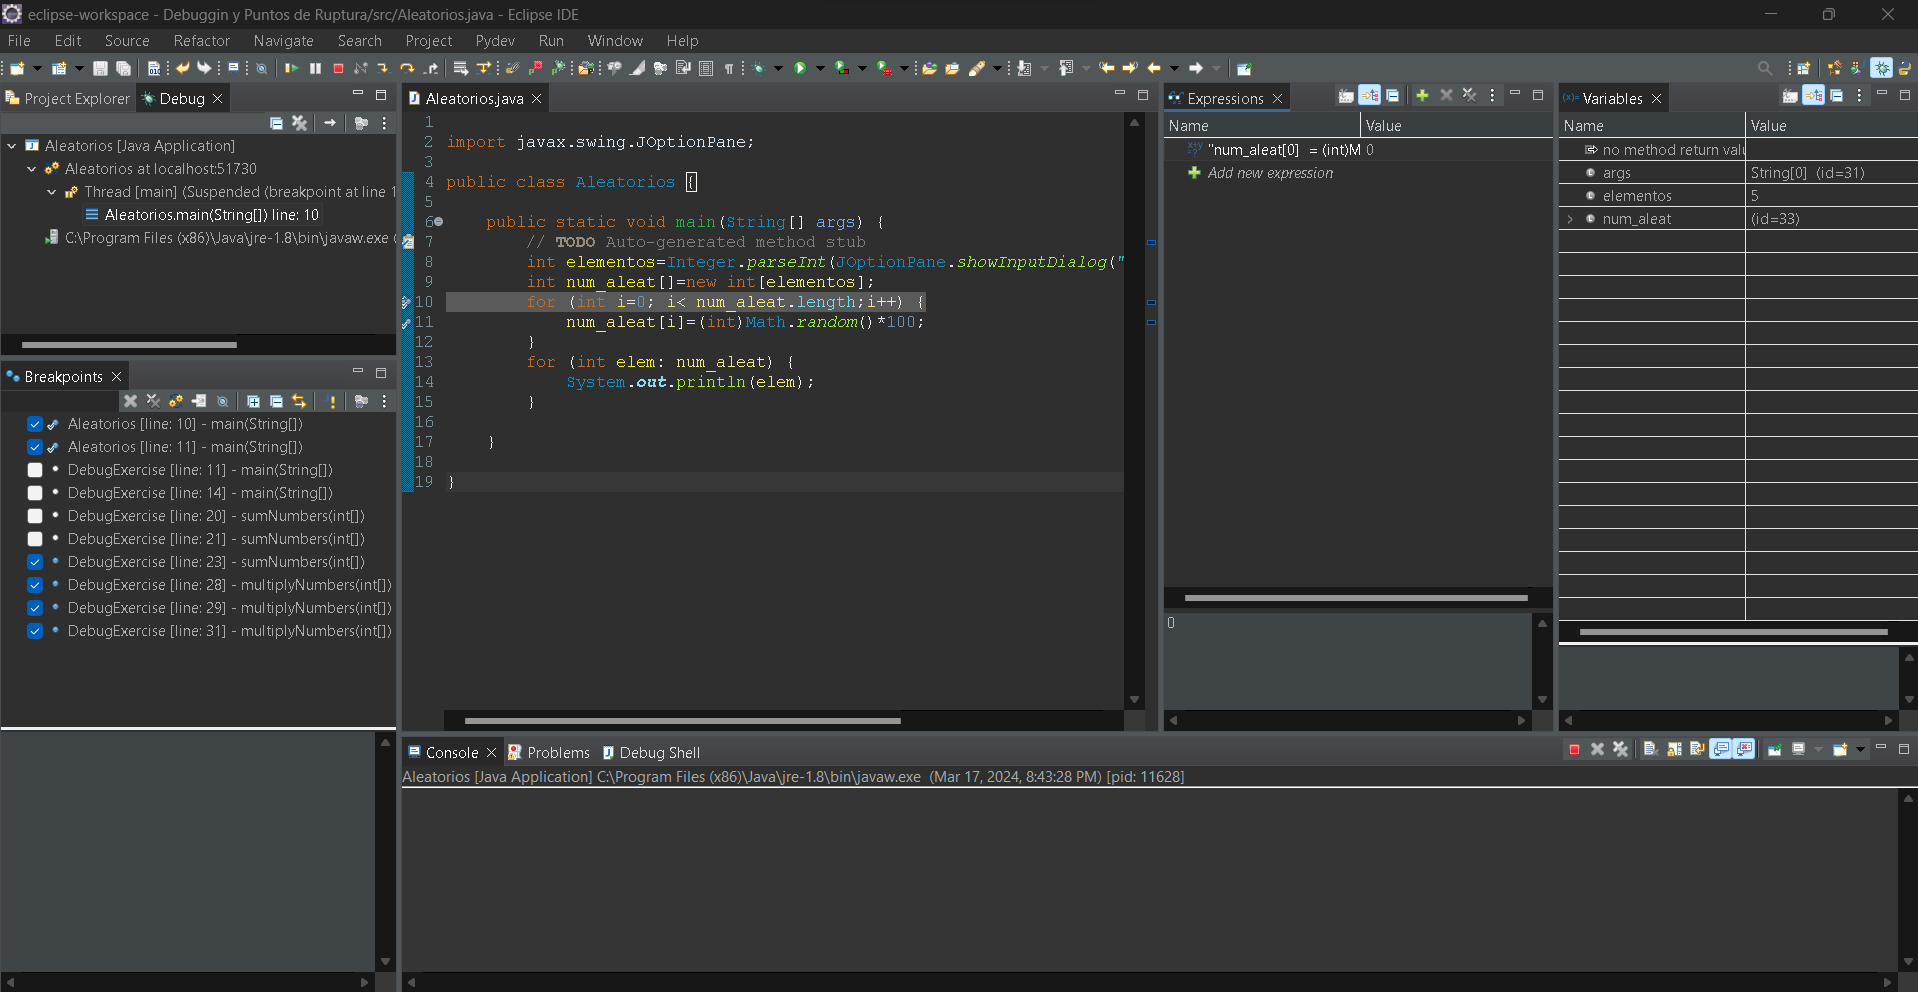 eclipse-workspace - Debuggin y Puntos de Ruptura/src/Aleatorios.java - Eclipse IDE
File Edit Source Refactor Navigate Search Project Pydev Run Window Help
Project Explorer Debug
Aleatorios [Java Application]
Aleatorios at localhost:51730
Thread [main] (Suspended (breakpoint at line 1
Aleatorios.main(String[]) line: 10
C:\Program Files (x86)\Java\jre-1.8\bin\javaw.exe (
Breakpoints
Aleatorios [line: 10] - main(String[])
Aleatorios [line: 11] - main(String[])
DebugExercise [line: 11] - main(String[])
DebugExercise [line: 14] - main(String[])
DebugExercise [line: 20] - sumNumbers(int[])
DebugExercise [line: 21] - sumNumbers(int[])
DebugExercise [line: 23] - sumNumbers(int[])
DebugExercise [line: 28] - multiplyNumbers(int[])
DebugExercise [line: 29] - multiplyNumbers(int[])
DebugExercise [line: 31] - multiplyNumbers(int[])
Aleatorios.java
1
2 import javax.swing.JOptionPane;
3
4 public class Aleatorios {
5
6 public static void main(String[] args) {
7 // TODO Auto-generated method stub
8 int elementos=Integer.parseInt(JOptionPane.showInputDialog("
9 int num_aleat[]=new int[elementos];
10 for (int i=0; i< num_aleat.length;i++) {
11 num_aleat[i]=(int)Math.random()*100;
12 }
13 for (int elem: num_aleat) {
14 System.out.println(elem);
15 }
16
17 }
18
19 }
Expressions
Name Value
"num_aleat[0] = (int)M 0
Add new expression
0
Variables
Name Value
no method return valu
args String[0] (id=31)
elementos 5
num_aleat (id=33)
Console Problems Debug Shell
Aleatorios [Java Application] C:\Program Files (x86)\Java\jre-1.8\bin\javaw.exe (Mar 17, 2024, 8:43:28 PM) [pid: 11628]